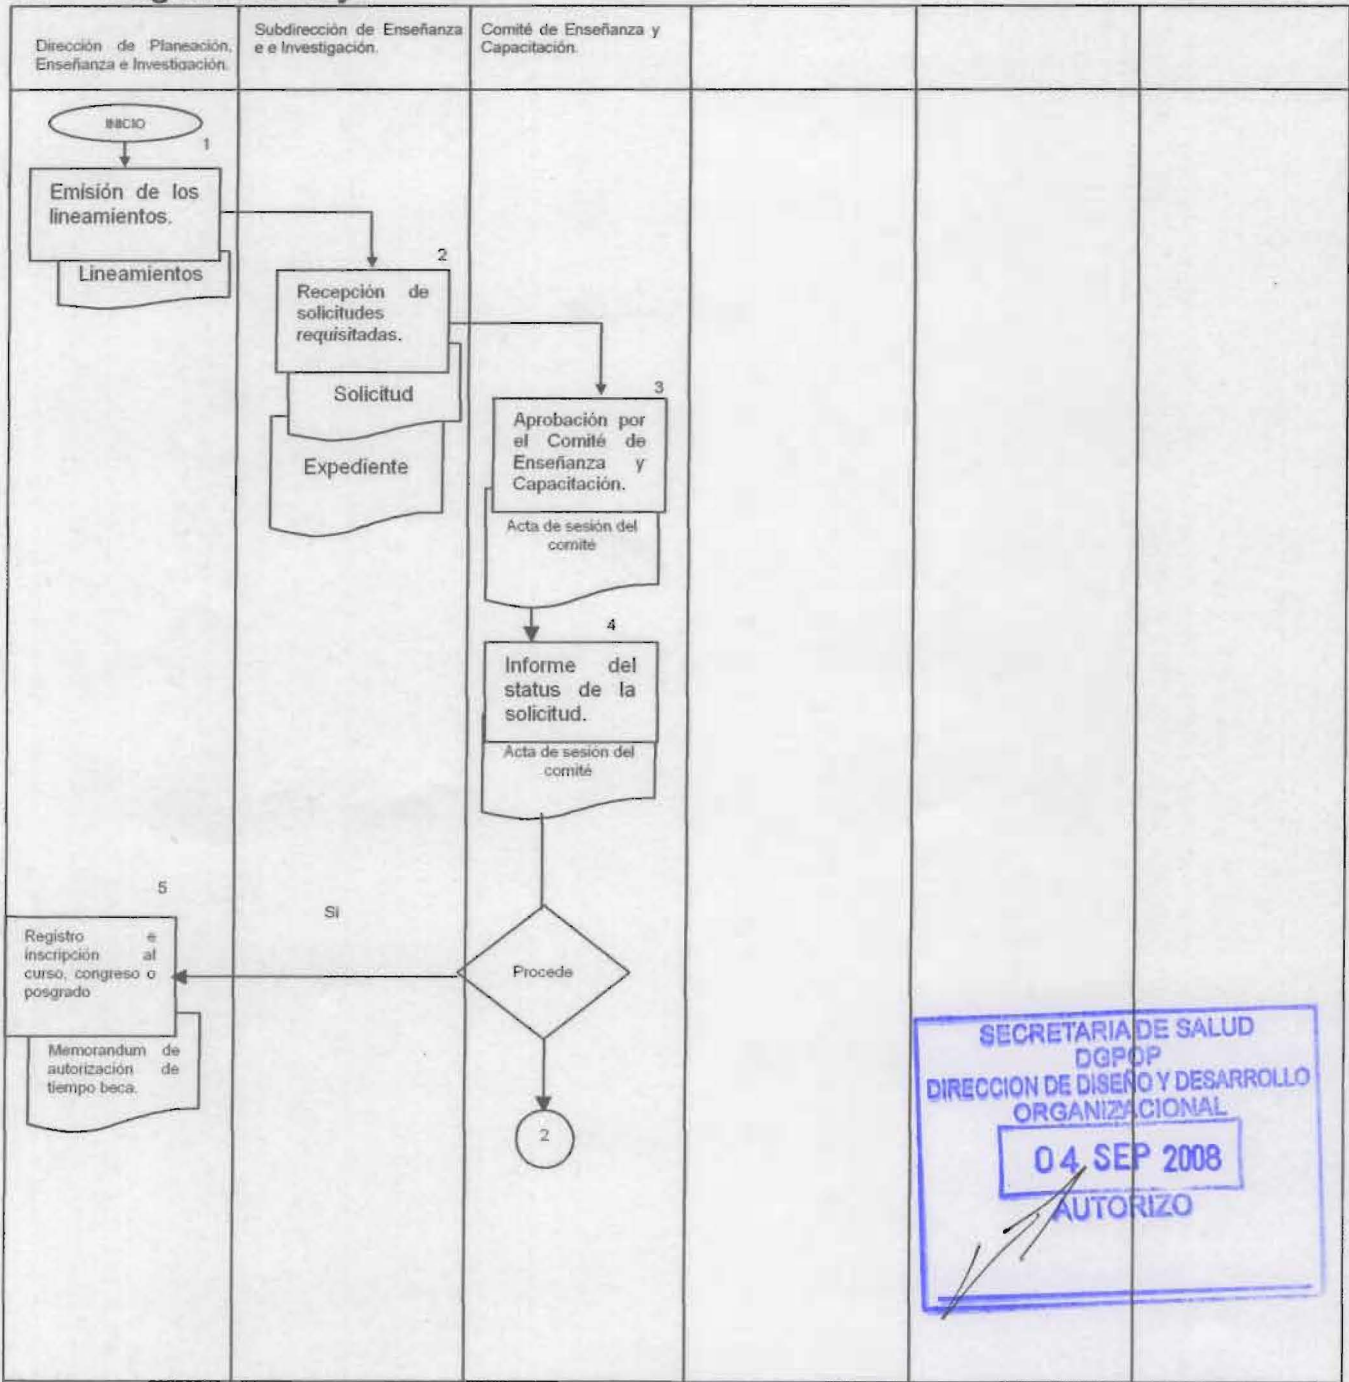 Dirección de Planeación,
Enseñanza e Investigación.
Subdirección de Enseñanza
e e Investigación.
Comité de Enseñanza y
Capacitación.
INICIO
1
Emisión de los
lineamientos.
Lineamientos
2
Recepción de
solicitudes
requisitadas.
Solicitud
Expediente
3
Aprobación por
el Comité de
Enseñanza y
Capacitación.
Acta de sesión del
comité
4
Informe del
status de la
solicitud.
Acta de sesión del
comité
5
Si
Registro e
inscripción al
curso, congreso o
posgrado
Procede
Memorandum de
autorización de
tiempo beca.
2
SECRETARIA DE SALUD
DGPOP
DIRECCION DE DISEÑO Y DESARROLLO
ORGANIZACIONAL
04 SEP 2008
AUTORIZO